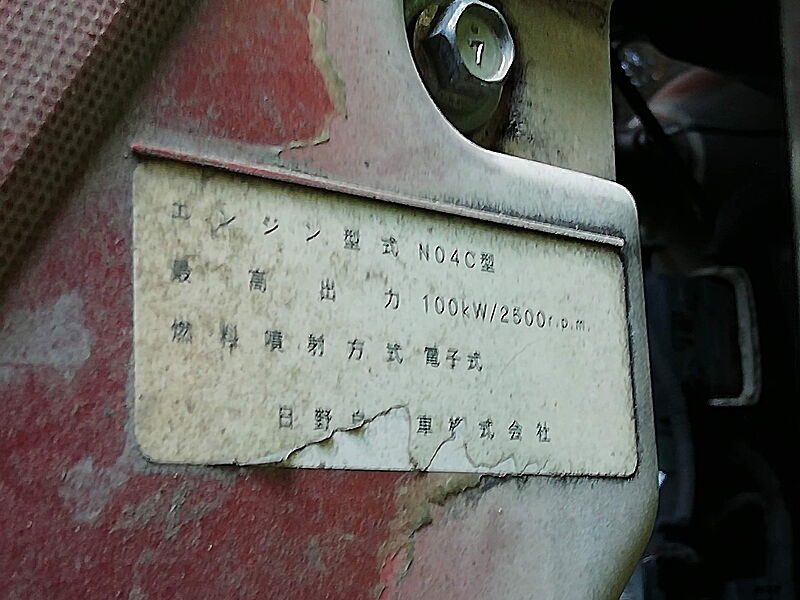 7
エンジン型式 N04C型
最高出力 100kW/2500r.p.m.
燃料噴射方式 電子式
日野自動車株式会社